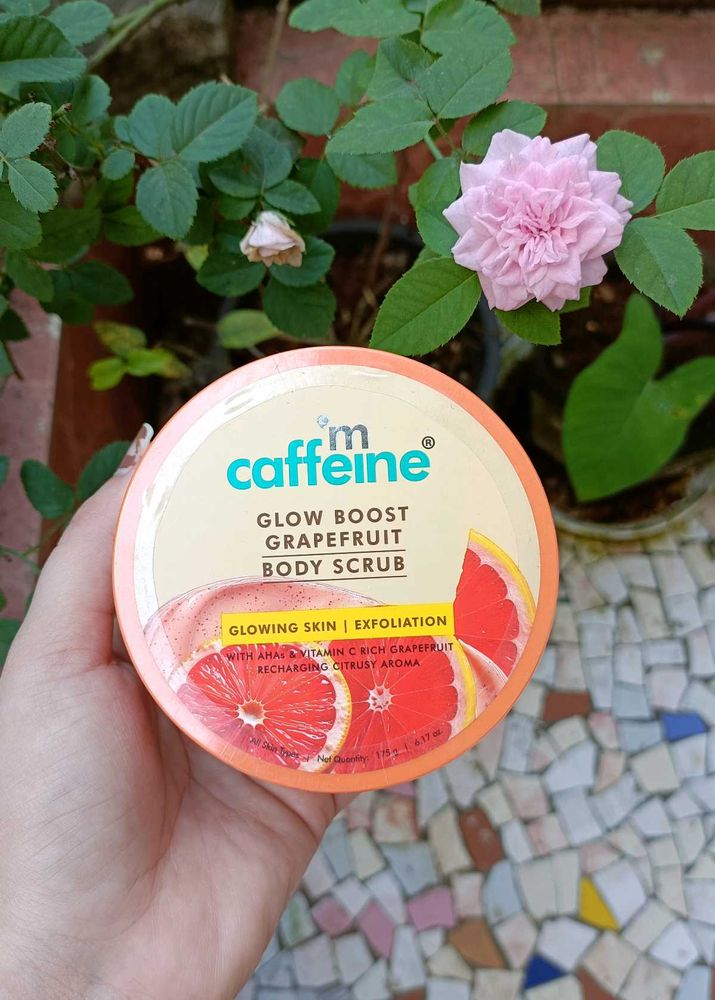 'm
caffeine®
GLOW BOOST
GRAPEFRUIT
BODY SCRUB
GLOWING SKIN | EXFOLIATION
WITH AHAs & VITAMIN C RICH GRAPEFRUIT
RECHARGING CITRUSY AROMA
All Skin Types | Net Quantity: 175 g | 6.17 oz.